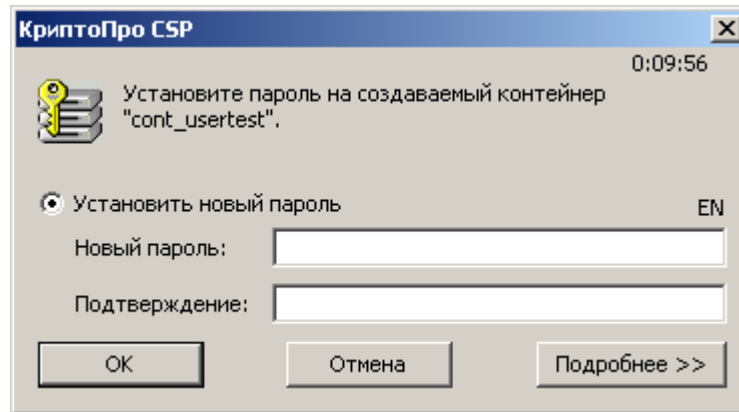 КриптоПро CSP
0:09:56
Установите пароль на создаваемый контейнер
"cont_usertest".
Установить новый пароль
EN
Новый пароль:
Подтверждение:
OK
Отмена
Подробнее >>